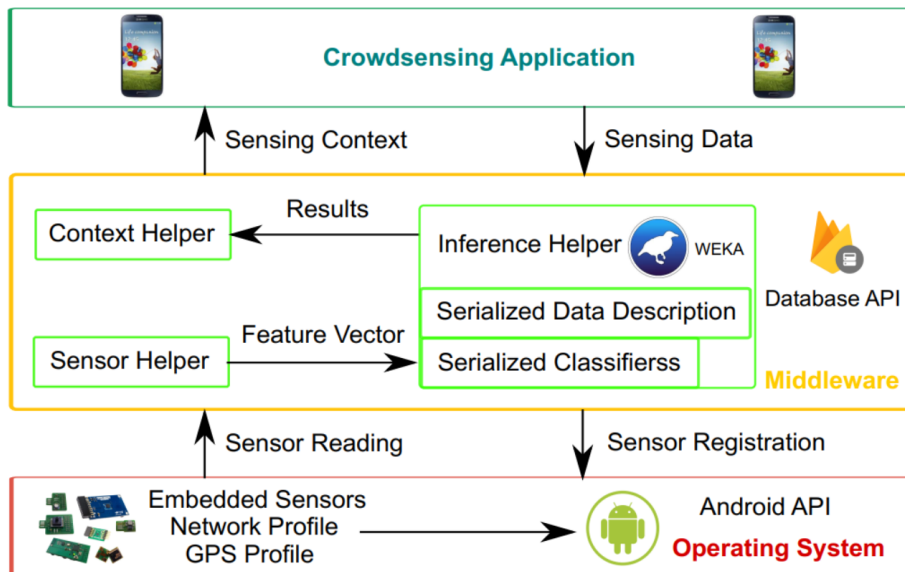 Crowdsensing Application
Sensing Context
Sensing Data
Results
Context Helper
Inference Helper
WEKA
Serialized Data Description
Database API
Feature Vector
Sensor Helper
Serialized Classifierss
Middleware
Sensor Reading
Sensor Registration
Embedded Sensors
Network Profile
GPS Profile
Android API
Operating System